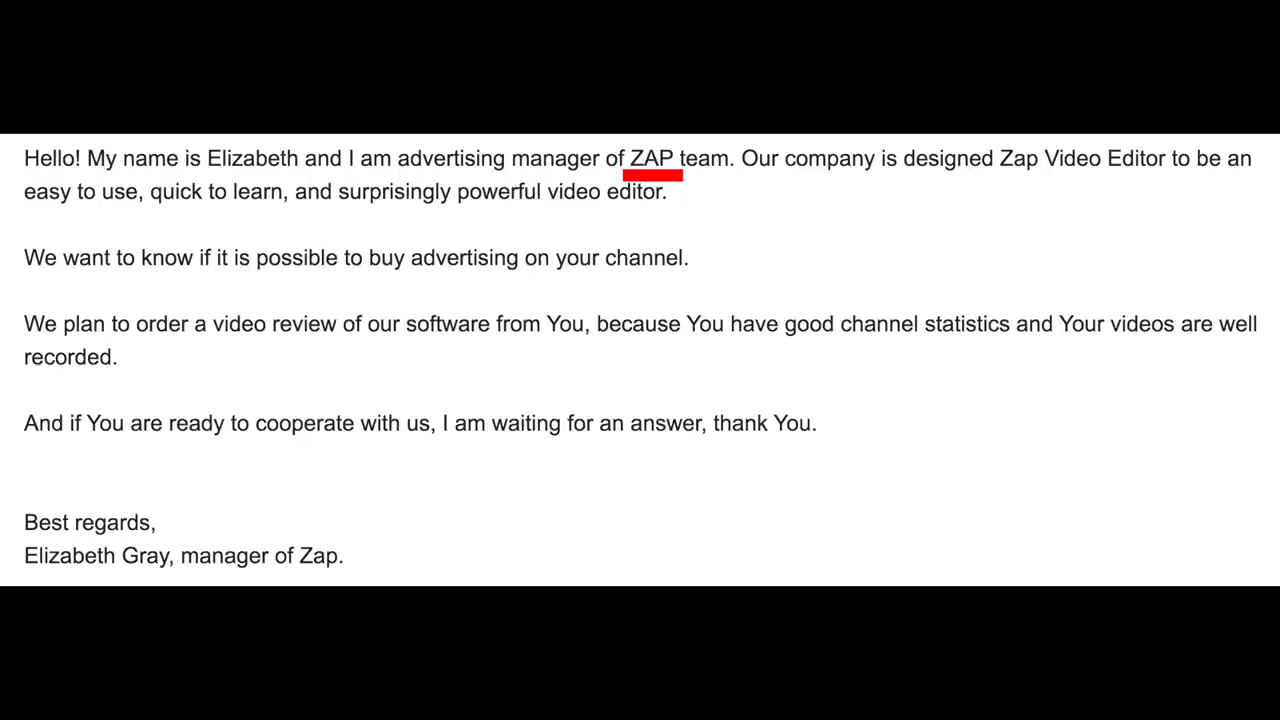 Hello! My name is Elizabeth and I am advertising manager of ZAP team. Our company is designed Zap Video Editor to be an
easy to use, quick to learn, and surprisingly powerful video editor.
We want to know if it is possible to buy advertising on your channel.
We plan to order a video review of our software from You, because You have good channel statistics and Your videos are well
recorded.
And if You are ready to cooperate with us, I am waiting for an answer, thank You.
Best regards,
Elizabeth Gray, manager of Zap.